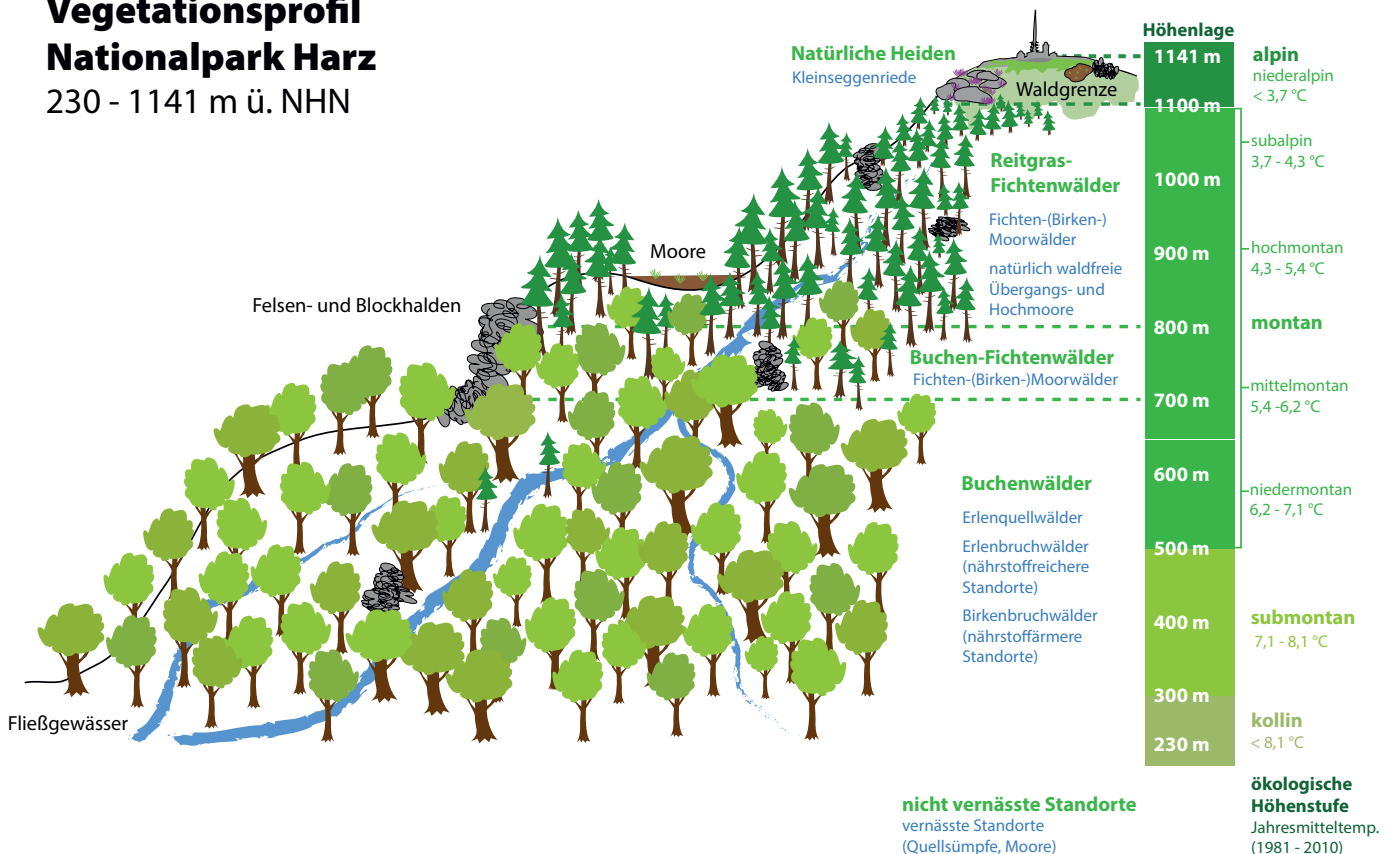 Vegetationsprofil
Nationalpark Harz
230 - 1141 m ü. NHN
Natürliche Heiden
Kleinseggenriede
Waldgrenze
Reitgras-
Fichtenwälder
Fichten-(Birken-)
Moorwälder
natürlich waldfreie
Übergangs- und
Hochmoore
Moore
Felsen- und Blockhalden
Buchen-Fichtenwälder
Fichten-(Birken-)Moorwälder
Buchenwälder
Erlenquellwälder
Erlenbruchwälder
(nährstoffreichere
Standorte)
Birkenbruchwälder
(nährstoffärmere
Standorte)
Fließgewässer
Höhenlage
1141 m
1100 m
1000 m
900 m
800 m
700 m
600 m
500 m
400 m
300 m
230 m
alpin
niederalpin
< 3,7 °C
subalpin
3,7 - 4,3 °C
hochmontan
4,3 - 5,4 °C
montan
mittelmontan
5,4 -6,2 °C
niedermontan
6,2 - 7,1 °C
submontan
7,1 - 8,1 °C
kollin
< 8,1 °C
nicht vernässte Standorte
vernässte Standorte
(Quellsümpfe, Moore)
ökologische
Höhenstufe
Jahresmitteltemp.
(1981 - 2010)